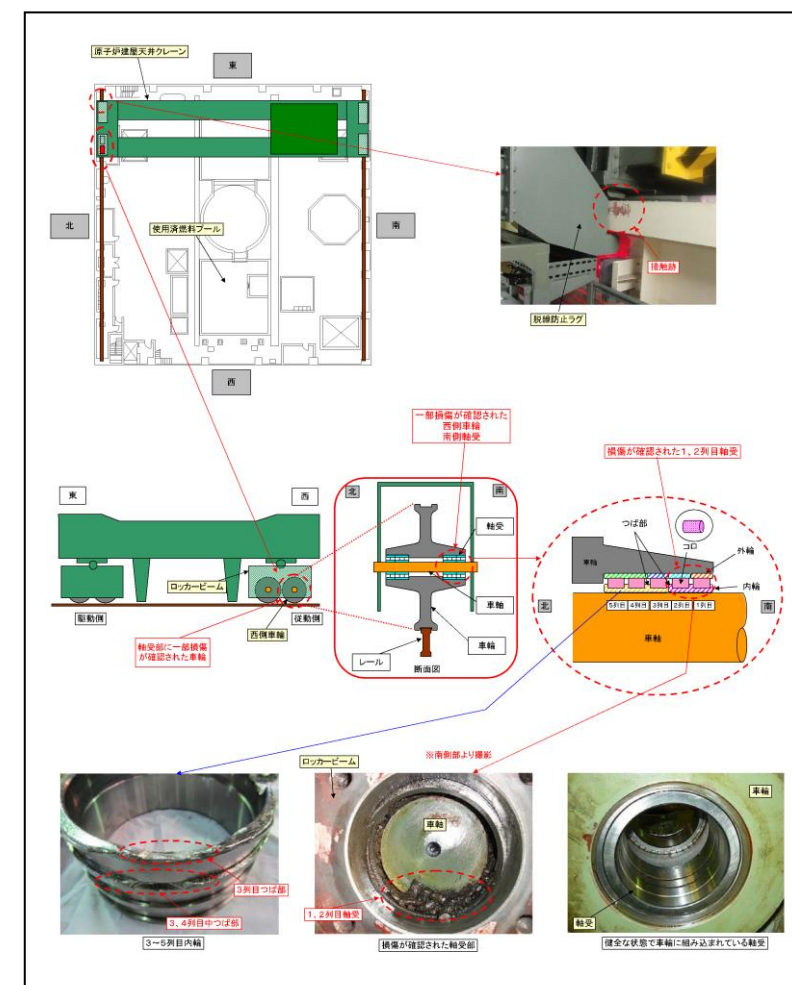 原子炉建屋天井クレーン
東
北
南
使用済燃料プール
西
接触跡
脱線防止ラグ
一部損傷が確認された
西側車輪
南側軸受
損傷が確認された1、2列目軸受
東
西
ロッカービーム
駆動側
西側車輪
従動側
軸受部に一部損傷
が確認された車輪
北
南
軸受
車軸
車輪
レール
断面図
つば部
コロ
外輪
車輪
内輪
北
5列目
4列目
3列目
2列目
1列目
南
車軸
3列目つば部
3、4列目中つば部
3～5列目内輪
ロッカービーム
※南側部より撮影
車軸
1、2列目軸受
損傷が確認された軸受部
車輪
軸受
健全な状態で車輪に組み込まれている軸受